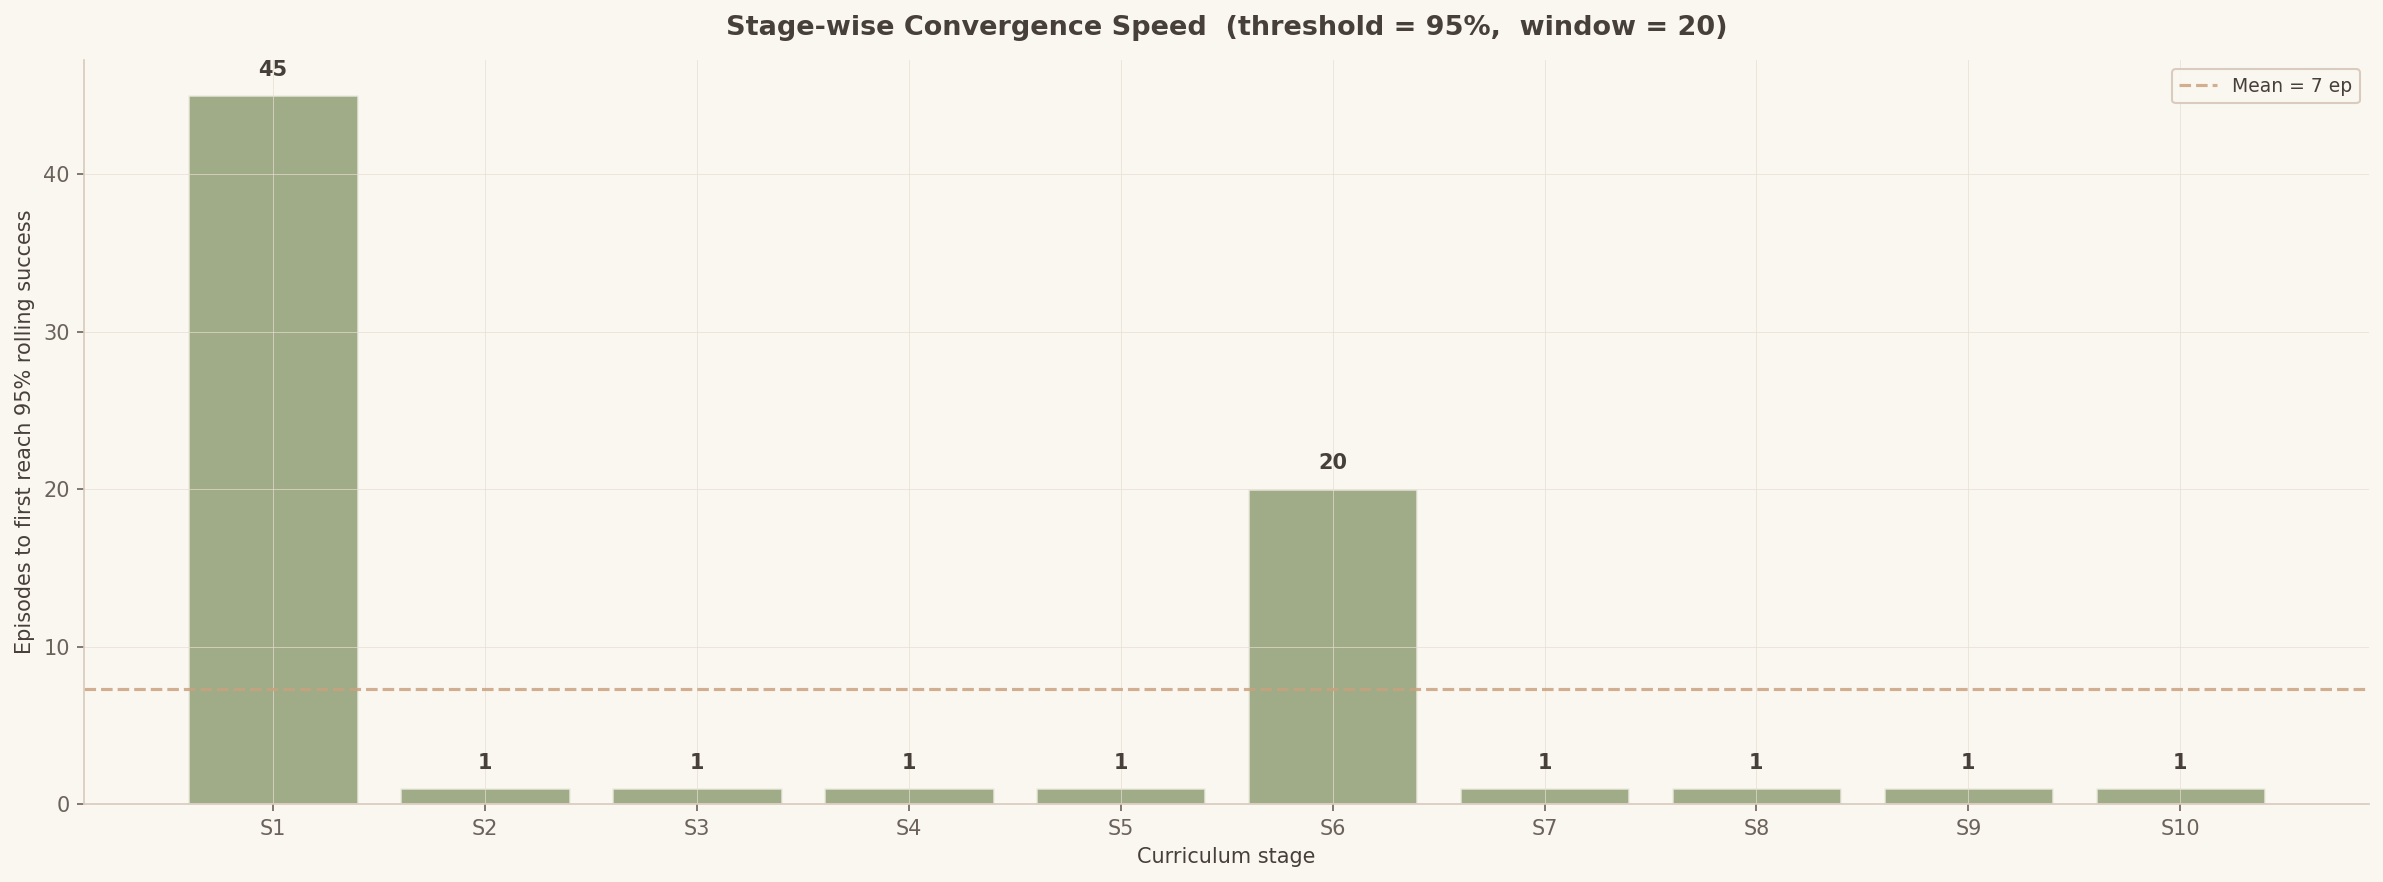 Stage-wise Convergence Speed  (threshold = 95%,  window = 20)
Mean = 7 ep
Episodes to first reach 95% rolling success
40
30
20
10
0
45
1
1
1
1
20
1
1
1
1
S1
S2
S3
S4
S5
S6
S7
S8
S9
S10
Curriculum stage